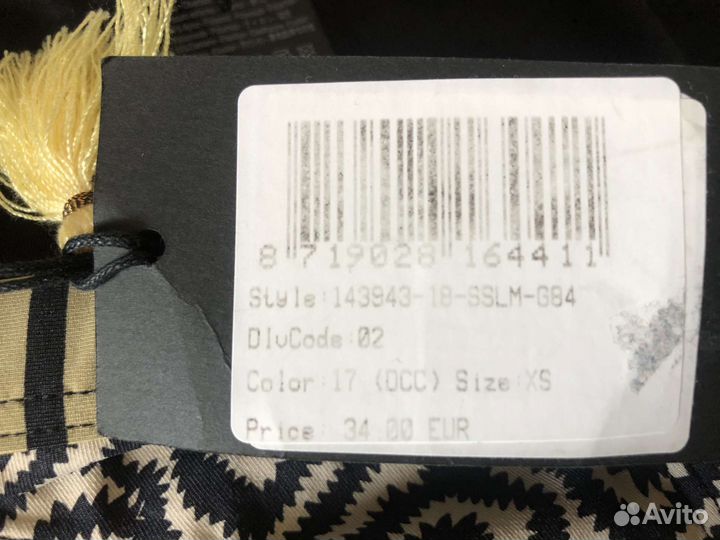 8 719028 164411
Style:143943-18-SSLM-G84
DlvCode:02
Color:17 (OCC) Size:XS
Price: 34.00 EUR
Avito